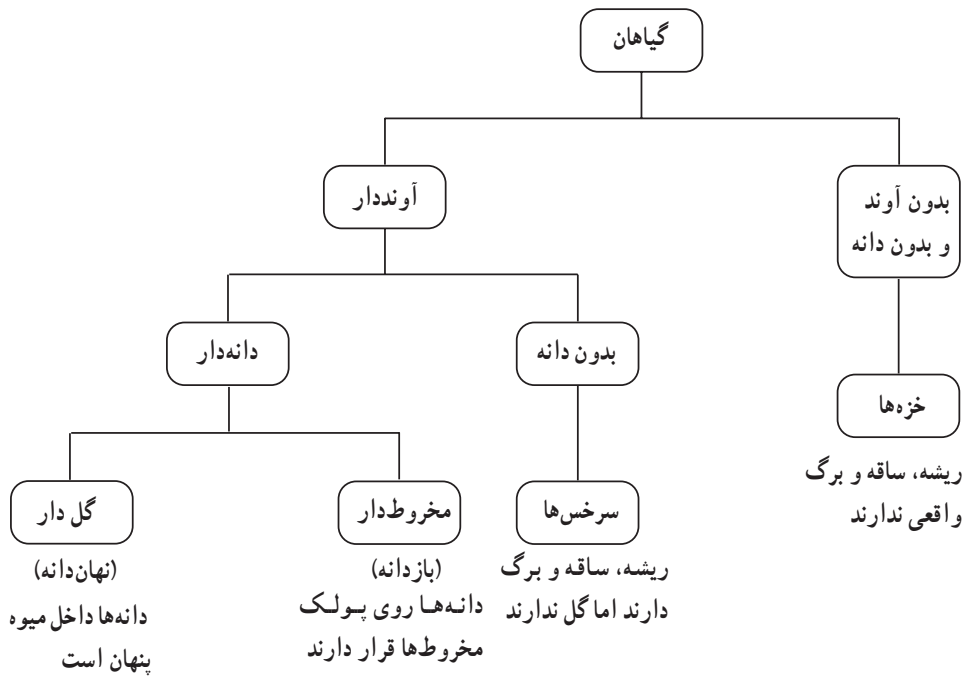 گیاهان
بدون آوند
و بدون دانه
آونددار
بدون دانه
دانه‌دار
خزه‌ها
ریشه، ساقه و برگ
واقعی ندارند
سرخس‌ها
ریشه، ساقه و برگ
دارند اما گل ندارند
مخروط‌دار
(بازدانه)
دانه‌ها روی پولک
مخروط‌ها قرار دارند
گل دار
(نهان‌دانه)
دانه‌ها داخل میوه
پنهان است